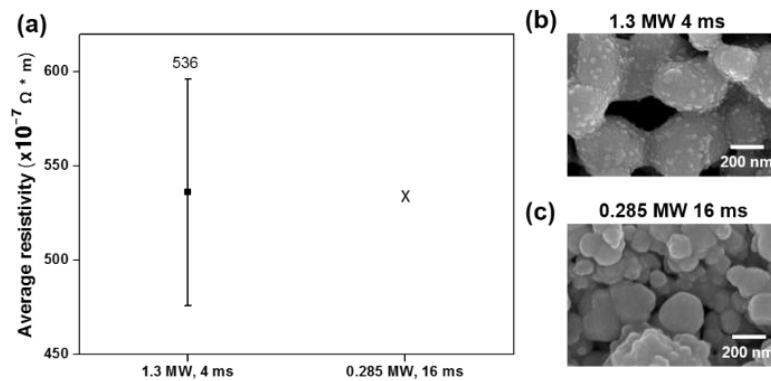 (a)
Average resistivity (x10⁻⁷ Ω * m)
600
550
500
450
536
X
1.3 MW, 4 ms
0.285 MW, 16 ms
(b)
1.3 MW 4 ms
200 nm
(c)
0.285 MW 16 ms
200 nm